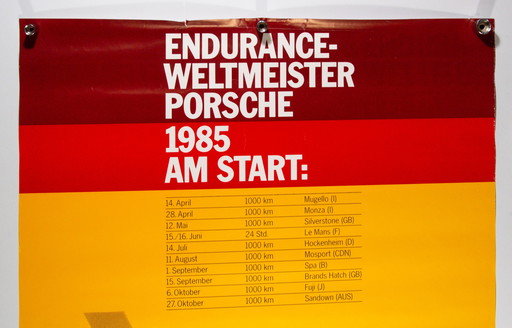 ENDURANCE-
WELTMEISTER
PORSCHE
1985
AM START:
14. April 1000 km Mugello (I)
28. April 1000 km Monza (I)
12. Mai 1000 km Silverstone (GB)
15./16. Juni 24 Std. Le Mans (F)
14. Juli 1000 km Hockenheim (D)
11. August 1000 km Mosport (CDN)
1. September 1000 km Spa (B)
15. September 1000 km Brands Hatch (GB)
6. Oktober 1000 km Fuji (J)
27. Oktober 1000 km Sandown (AUS)